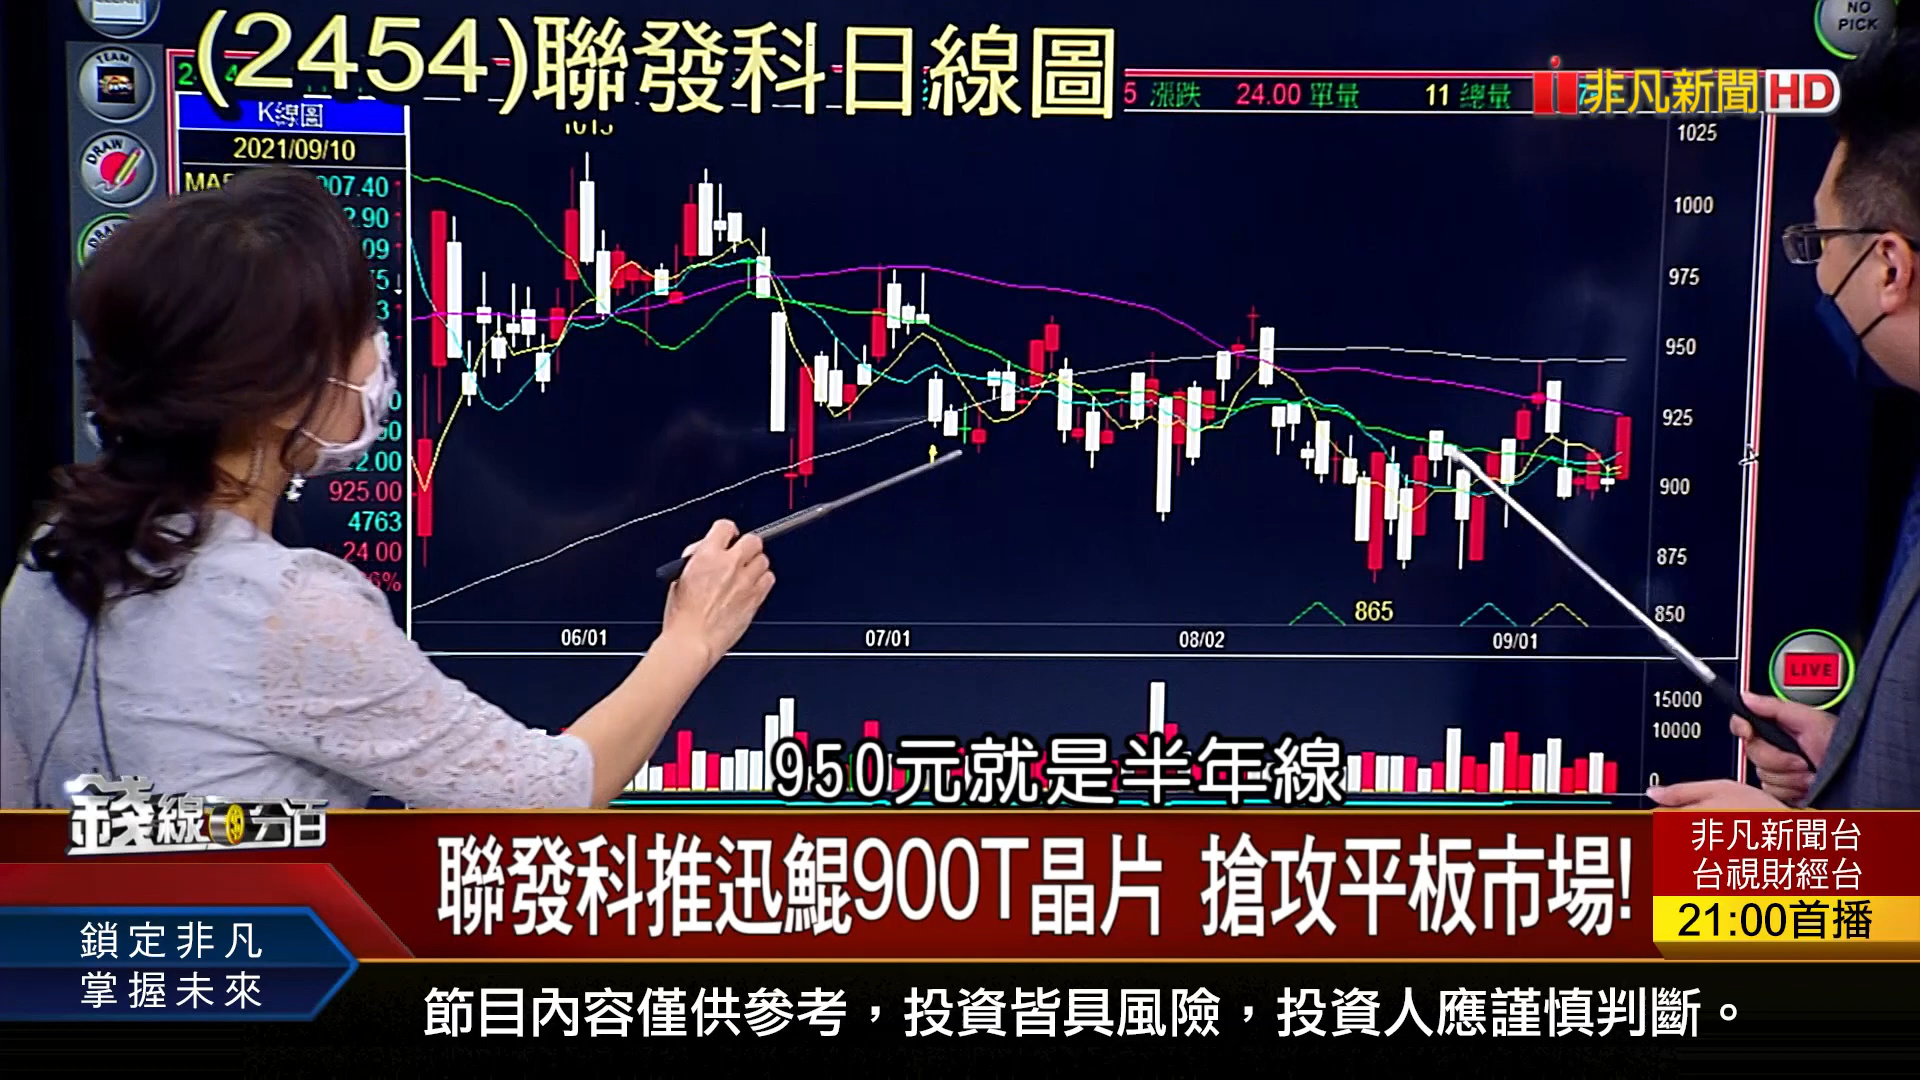 (2454)聯發科日線圖
NO
PICK
非凡新聞HD
TEAM
漲跌 24.00 單量 11 總量
K線圖
2021/09/10
DRAW
907.40
925.00
4763
24.00
1025
1000
975
950
925
900
875
850
865
06/01 07/01 08/02 09/01
LIVE
15000
10000
0
950元就是半年線
錢線百分百
聯發科推迅鯤900T晶片 搶攻平板市場!
非凡新聞台
台視財經台
21:00首播
鎖定非凡
掌握未來
節目內容僅供參考，投資皆具風險，投資人應謹慎判斷。